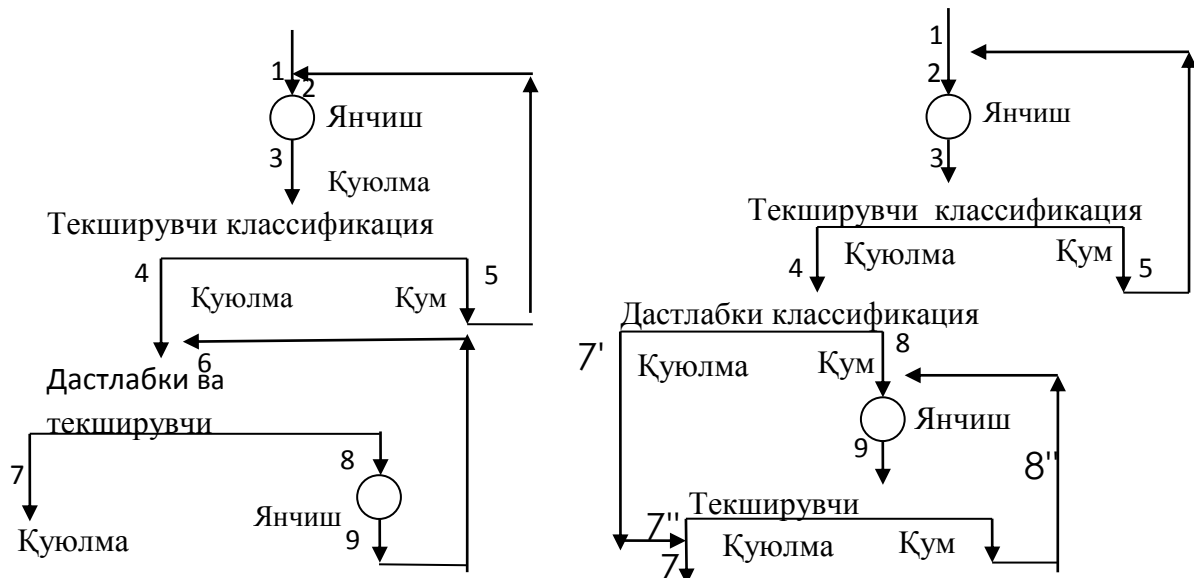 1
2
Янчиш
3
Қуюлма
Текширувчи классификация
4
Қуюлма
Қум
5
6
Дастлабки ва
текширувчи
7
8
Янчиш
9
Қуюлма
1
2
Янчиш
3
Текширувчи классификация
4
Қуюлма
Қум
5
Дастлабки классификация
7'
Қуюлма
Қум
8
Янчиш
9
8''
Текширувчи
7''
Қуюлма
Қум
7